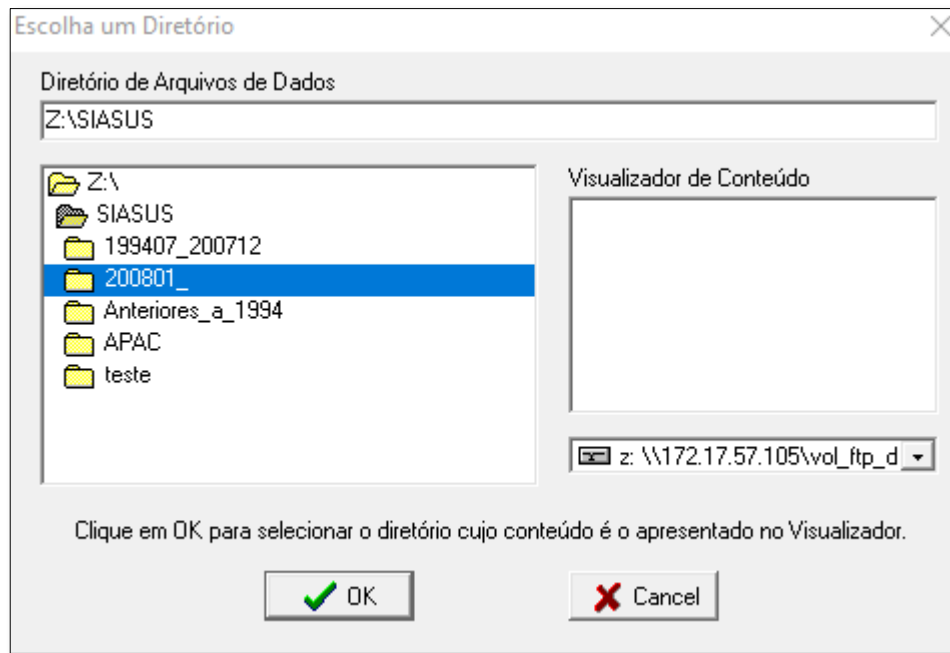 Escolha um Diretório
Diretório de Arquivos de Dados
Z:\SIASUS
Z:\
SIASUS
199407_200712
200801_
Anteriores_a_1994
APAC
teste
Visualizador de Conteúdo
z: \\172.17.57.105\vol_ftp_d
Clique em OK para selecionar o diretório cujo conteúdo é o apresentado no Visualizador.
OK
Cancel